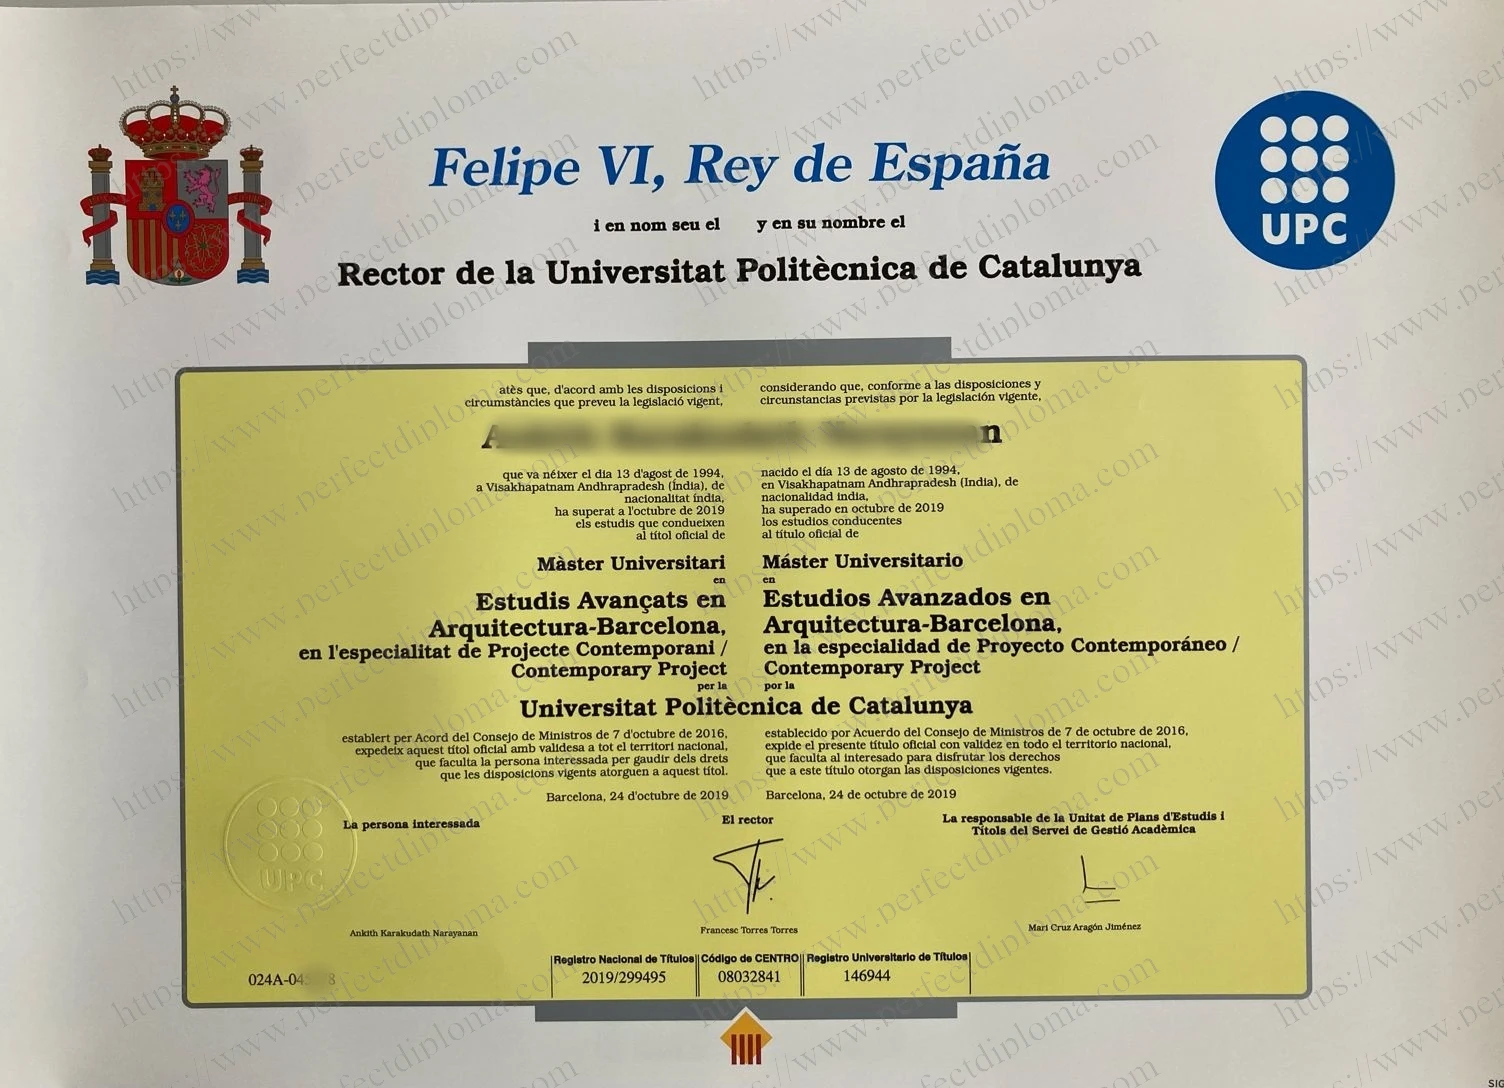 Felipe VI, Rey de España
UPC
i en nom seu el y en su nombre el
Rector de la Universitat Politècnica de Catalunya
atès que, d'acord amb les disposicions i
circumstàncies que preveu la legislació vigent,
considerando que, conforme a las disposiciones y
circunstancias previstas por la legislación vigente,
que va néixer el dia 13 d'agost de 1994,
a Visakhapatnam Andhrapradesh (Índia), de
nacionalitat índia,
ha superat a l'octubre de 2019
els estudis que condueixen
al títol oficial de
nacido el día 13 de agosto de 1994,
en Visakhapatnam Andhrapradesh (India), de
nacionalidad india,
ha superado en octubre de 2019
los estudios conducentes
al título oficial de
Màster Universitari
en
Estudis Avançats en
Arquitectura-Barcelona,
en l'especialitat de Projecte Contemporani /
Contemporary Project
per la
Máster Universitario
en
Estudios Avanzados en
Arquitectura-Barcelona,
en la especialidad de Proyecto Contemporáneo /
Contemporary Project
por la
Universitat Politècnica de Catalunya
establert per Acord del Consejo de Ministros de 7 d'octubre de 2016,
expedeix aquest títol oficial amb validesa a tot el territori nacional,
que faculta la persona interessada per gaudir dels drets
que les disposicions vigents atorguen a aquest títol.
establecido por Acuerdo del Consejo de Ministros de 7 de octubre de 2016,
expide el presente título oficial con validez en todo el territorio nacional,
que faculta al interesado para disfrutar los derechos
que a este título otorgan las disposiciones vigentes.
Barcelona, 24 d'octubre de 2019
Barcelona, 24 de octubre de 2019
La persona interessada
El rector
La responsable de la Unitat de Plans d'Estudis i
Títols del Servei de Gestió Acadèmica
UPC
Ankith Karakudath Narayanan
Francesc Torres Torres
Mari Cruz Aragón Jiménez
Registro Nacional de Títulos
2019/299495
Código de CENTRO
08032841
Registro Universitario de Títulos
146944
https://www.perfectdiploma.com